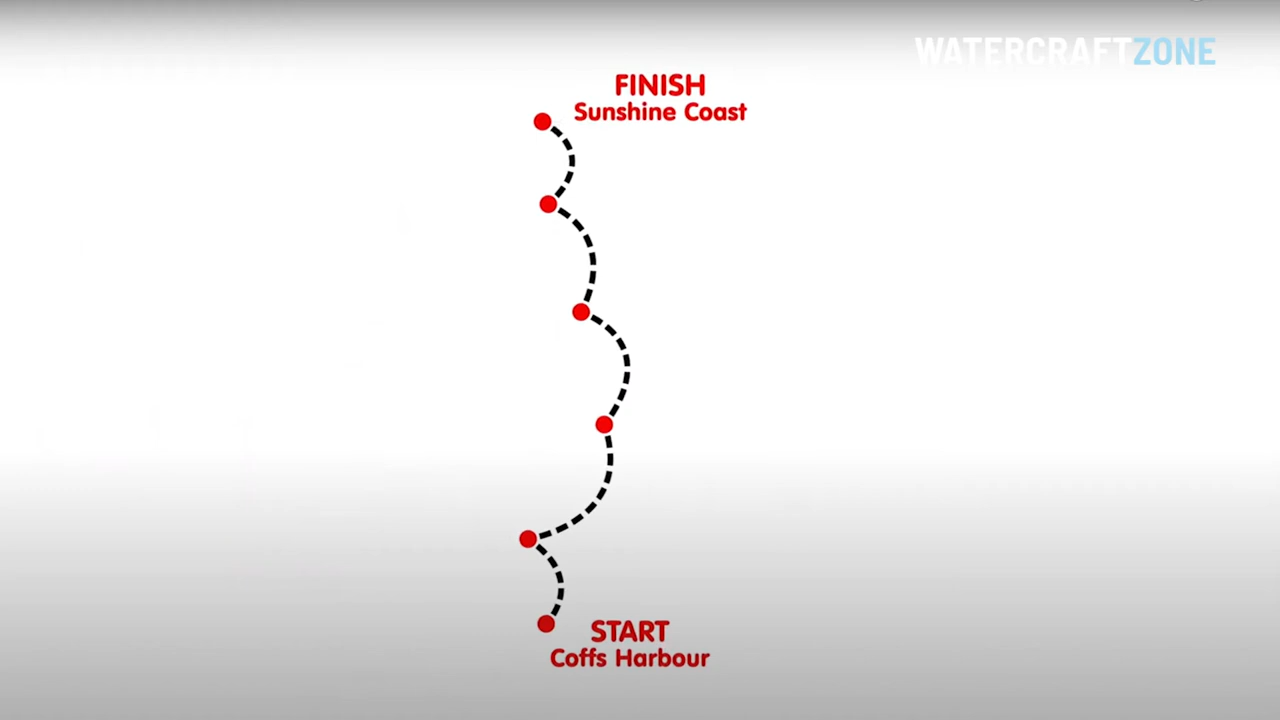 WATERCRAFTZONE
FINISH
Sunshine Coast
START
Coffs Harbour